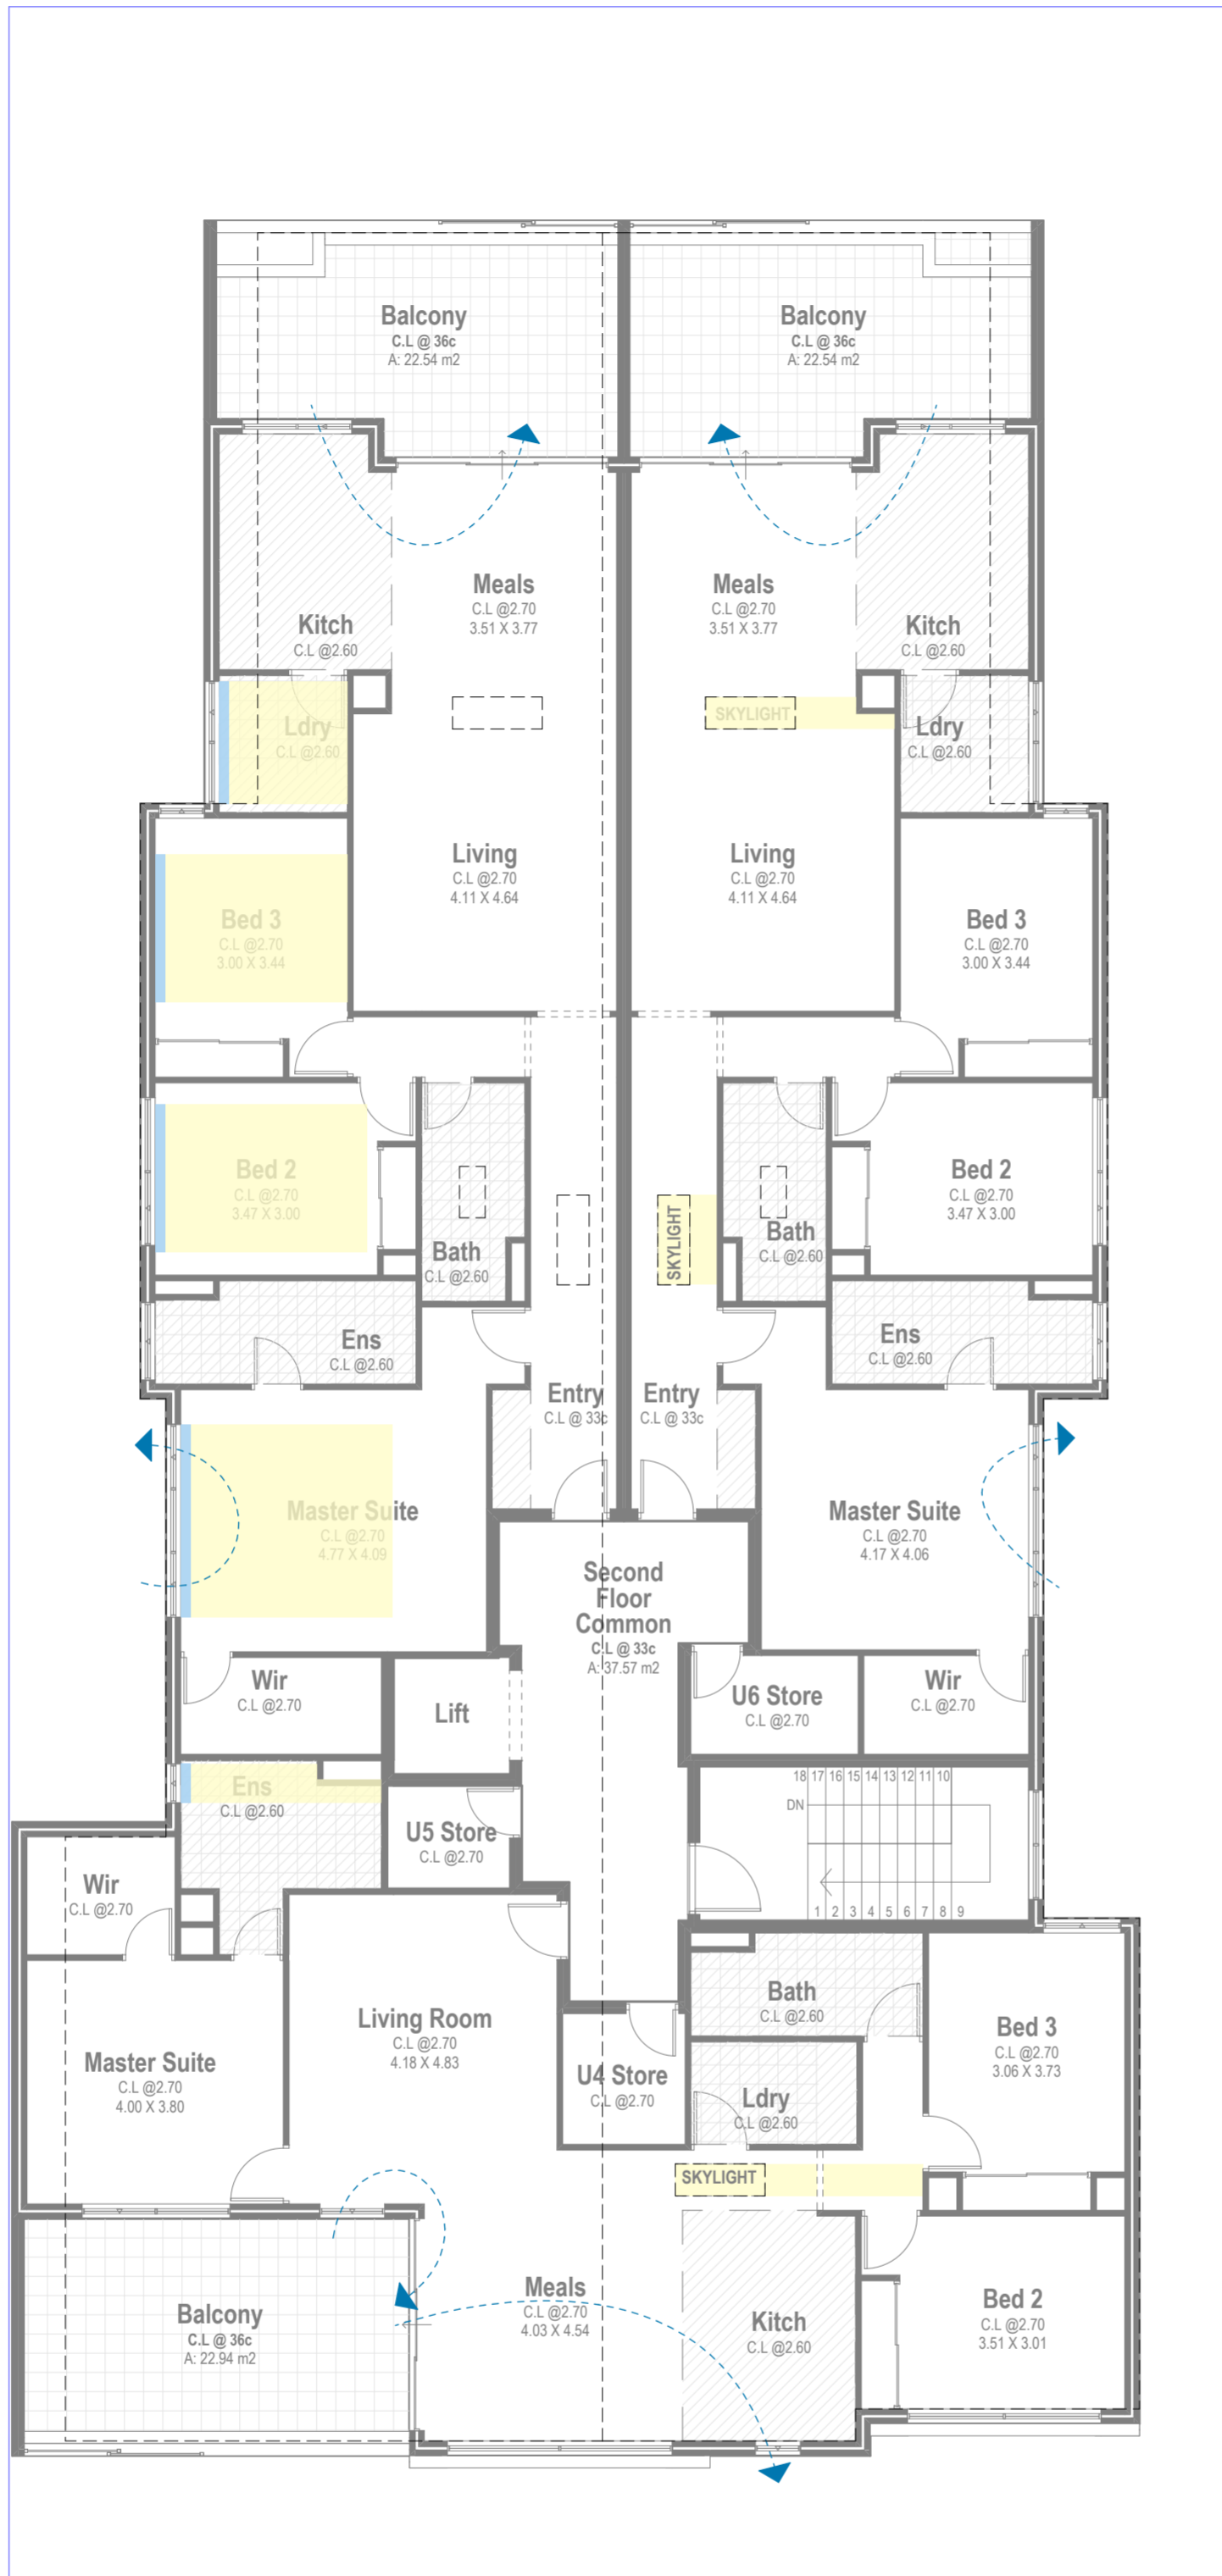 Balcony
C.L @ 36c
A: 22.54 m2
Balcony
C.L @ 36c
A: 22.54 m2
Meals
C.L @2.70
3.51 X 3.77
Meals
C.L @2.70
3.51 X 3.77
Kitch
C.L @2.60
Kitch
C.L @2.60
SKYLIGHT
Ldry
C.L @2.60
Ldry
C.L @2.60
Living
C.L @2.70
4.11 X 4.64
Living
C.L @2.70
4.11 X 4.64
Bed 3
C.L @2.70
3.00 X 3.44
Bed 3
C.L @2.70
3.00 X 3.44
Bed 2
C.L @2.70
3.47 X 3.00
Bed 2
C.L @2.70
3.47 X 3.00
Bath
C.L @2.60
SKYLIGHT
Bath
C.L @2.60
Ens
C.L @2.60
Ens
C.L @2.60
Entry
C.L @ 33c
Entry
C.L @ 33c
Master Suite
C.L @2.70
4.77 X 4.09
Master Suite
C.L @2.70
4.17 X 4.06
Second
Floor
Common
C.L @ 33c
A: 37.57 m2
Wir
C.L @2.70
Lift
U6 Store
C.L @2.70
Wir
C.L @2.70
18 17 16 15 14 13 12 11 10
DN
1 2 3 4 5 6 7 8 9
Ens
C.L @2.60
U5 Store
C.L @2.70
Wir
C.L @2.70
Bath
C.L @2.60
Living Room
C.L @2.70
4.18 X 4.83
Bed 3
C.L @2.70
3.06 X 3.73
Master Suite
C.L @2.70
4.00 X 3.80
U4 Store
C.L @2.70
Ldry
C.L @2.60
SKYLIGHT
Balcony
C.L @ 36c
A: 22.94 m2
Meals
C.L @2.70
4.03 X 4.54
Kitch
C.L @2.60
Bed 2
C.L @2.70
3.51 X 3.01